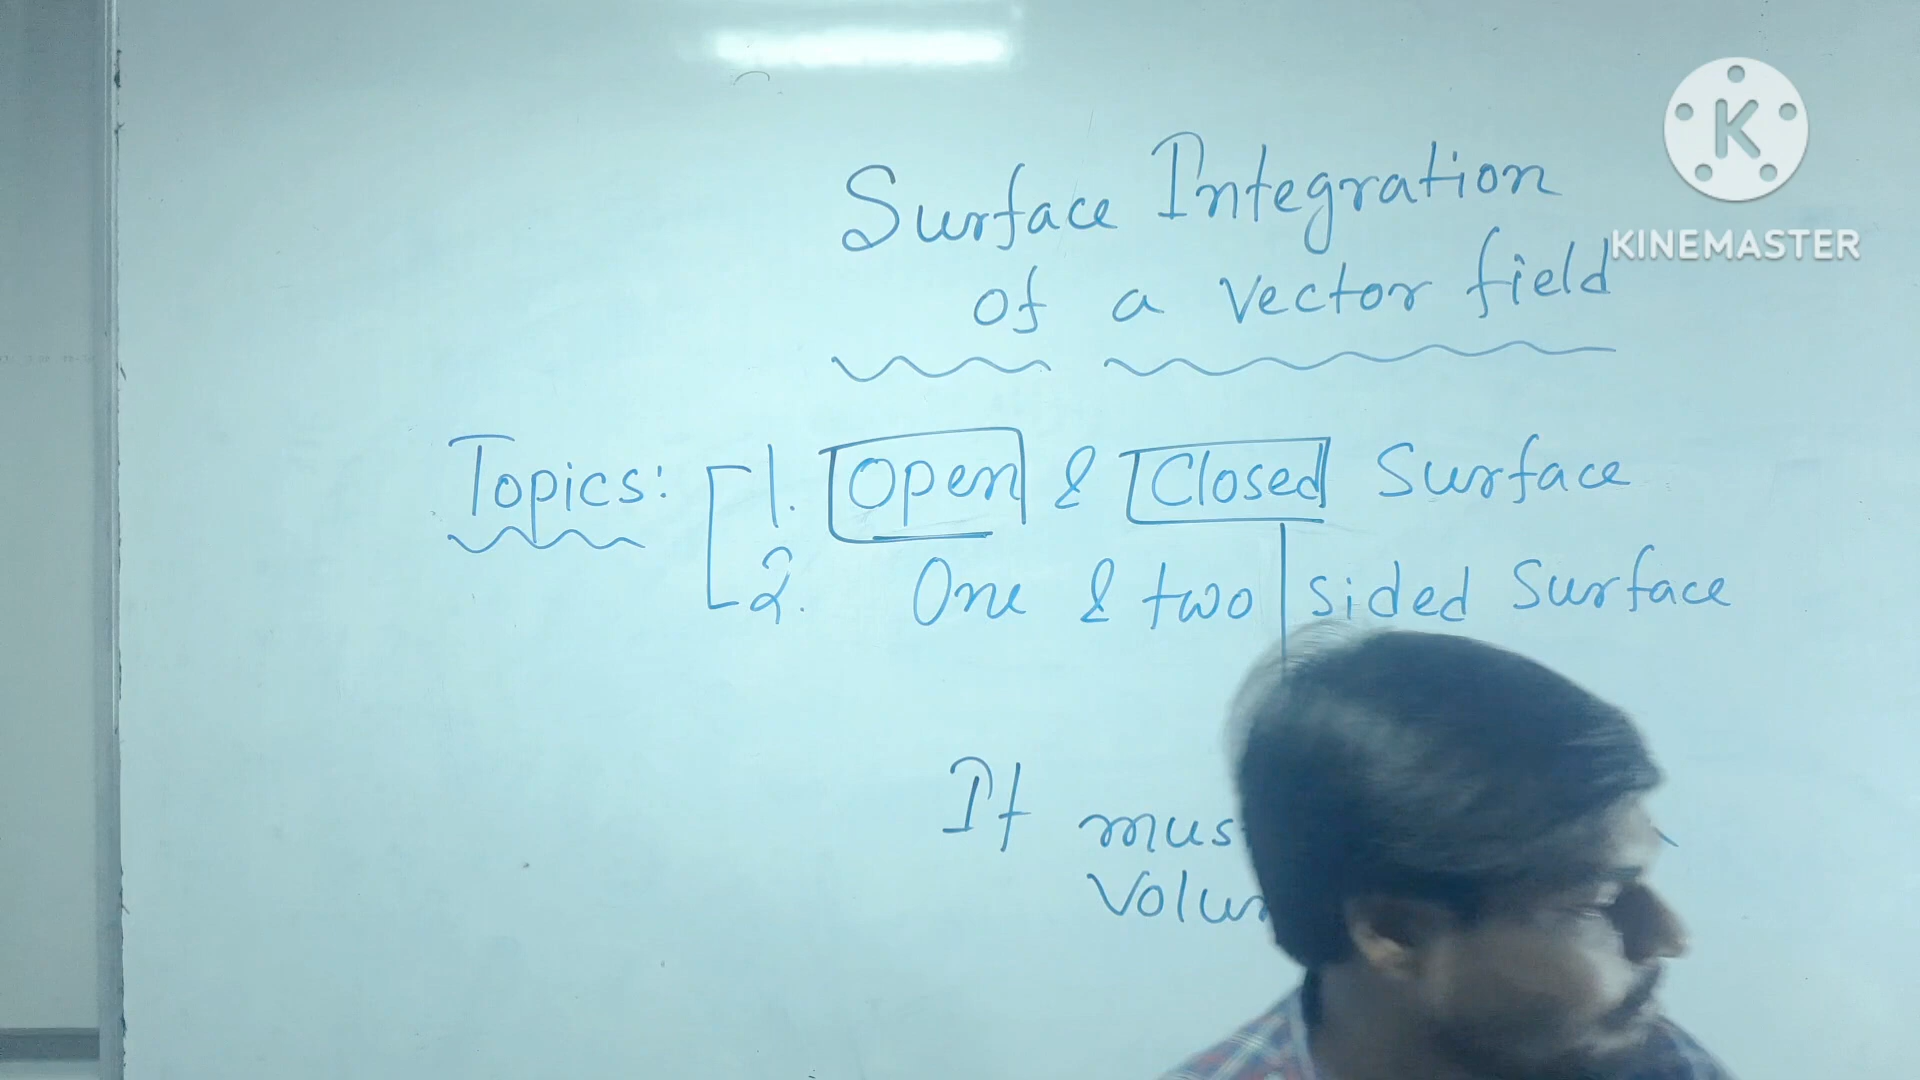 Surface Integration
of a vector field
KINEMASTER
Topics: 1. Open & Closed Surface
2. One & two sided Surface
It